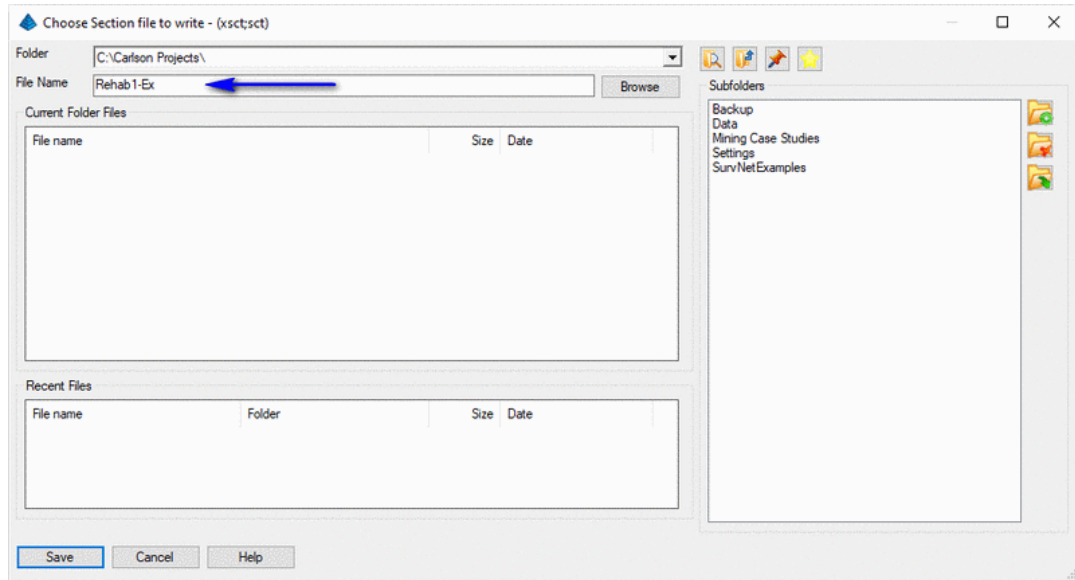 Choose Section file to write - (xsct;sct)
Folder
C:\Carlson Projects\
File Name
Rehab1-Ex
Browse
Current Folder Files
File name Size Date
Recent Files
File name Folder Size Date
Subfolders
Backup
Data
Mining Case Studies
Settings
SurvNetExamples
Save Cancel Help